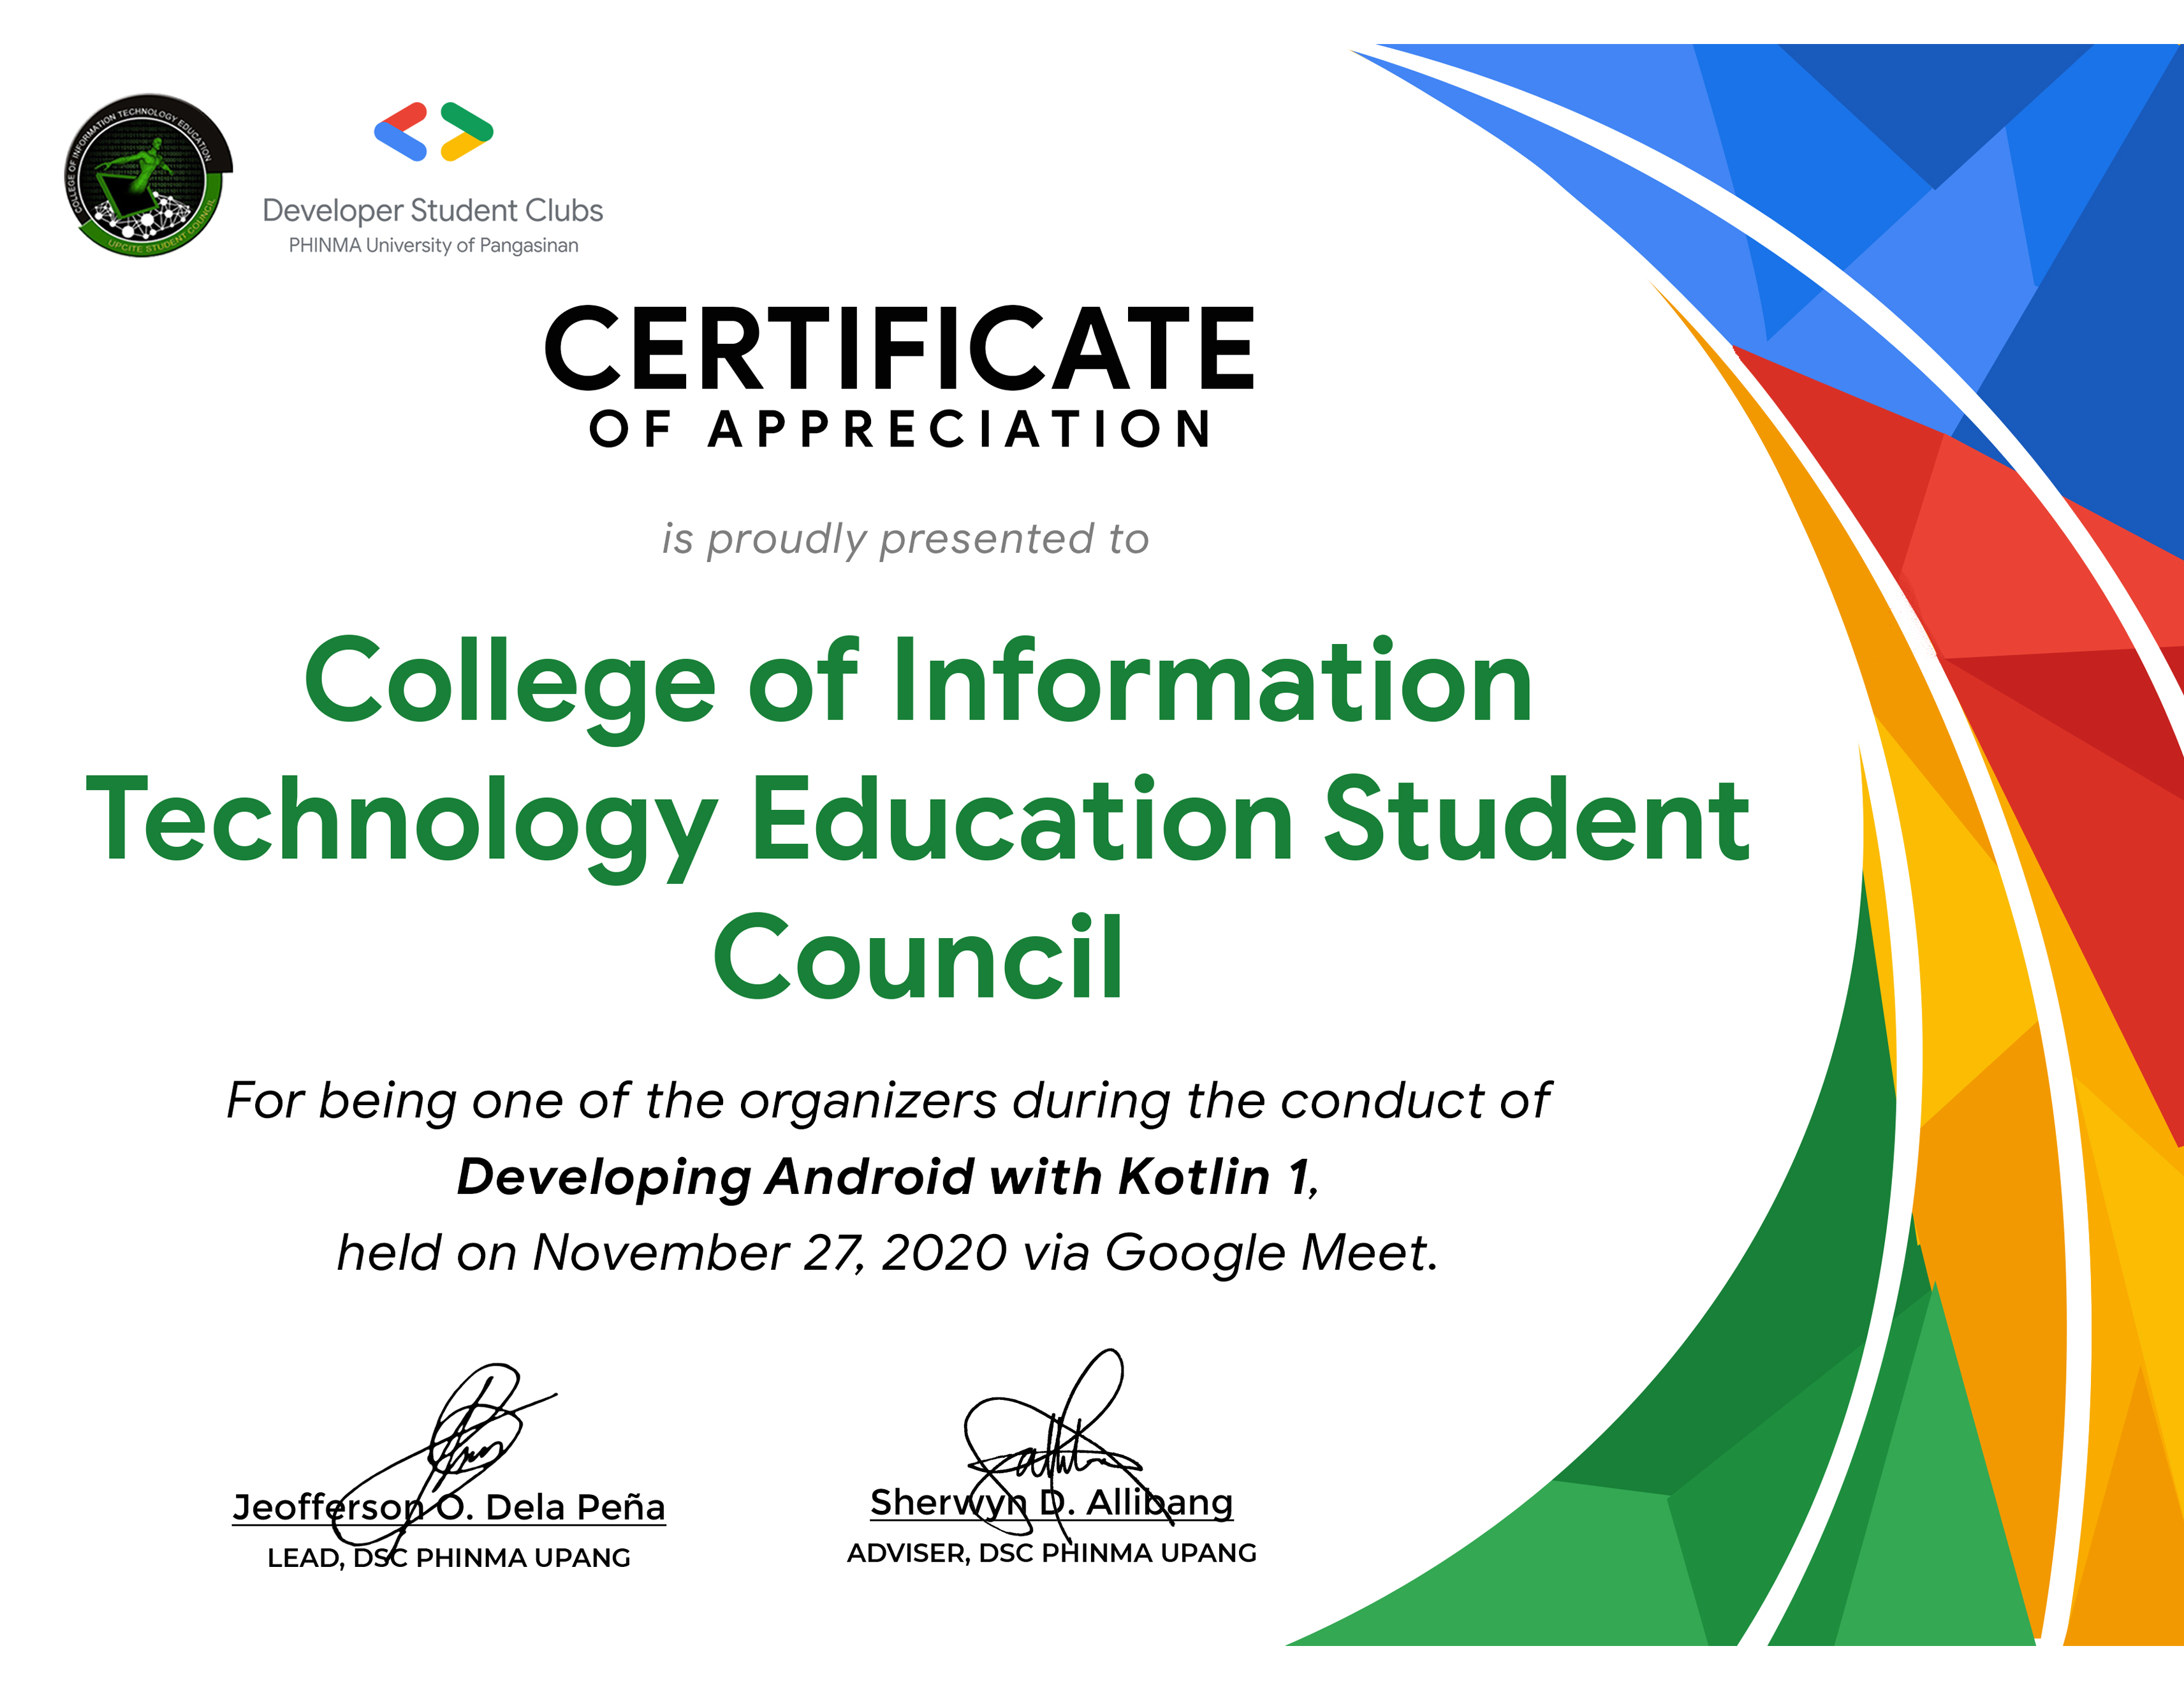 COLLEGE OF INFORMATION TECHNOLOGY EDUCATION
UPCITE STUDENT COUNCIL
Developer Student Clubs
PHINMA University of Pangasinan
CERTIFICATE
OF APPRECIATION
is proudly presented to
College of Information
Technology Education Student
Council
For being one of the organizers during the conduct of
Developing Android with Kotlin 1,
held on November 27, 2020 via Google Meet.
Jeofferson O. Dela Peña
LEAD, DSC PHINMA UPANG
Sherwyn D. Allibang
ADVISER, DSC PHINMA UPANG